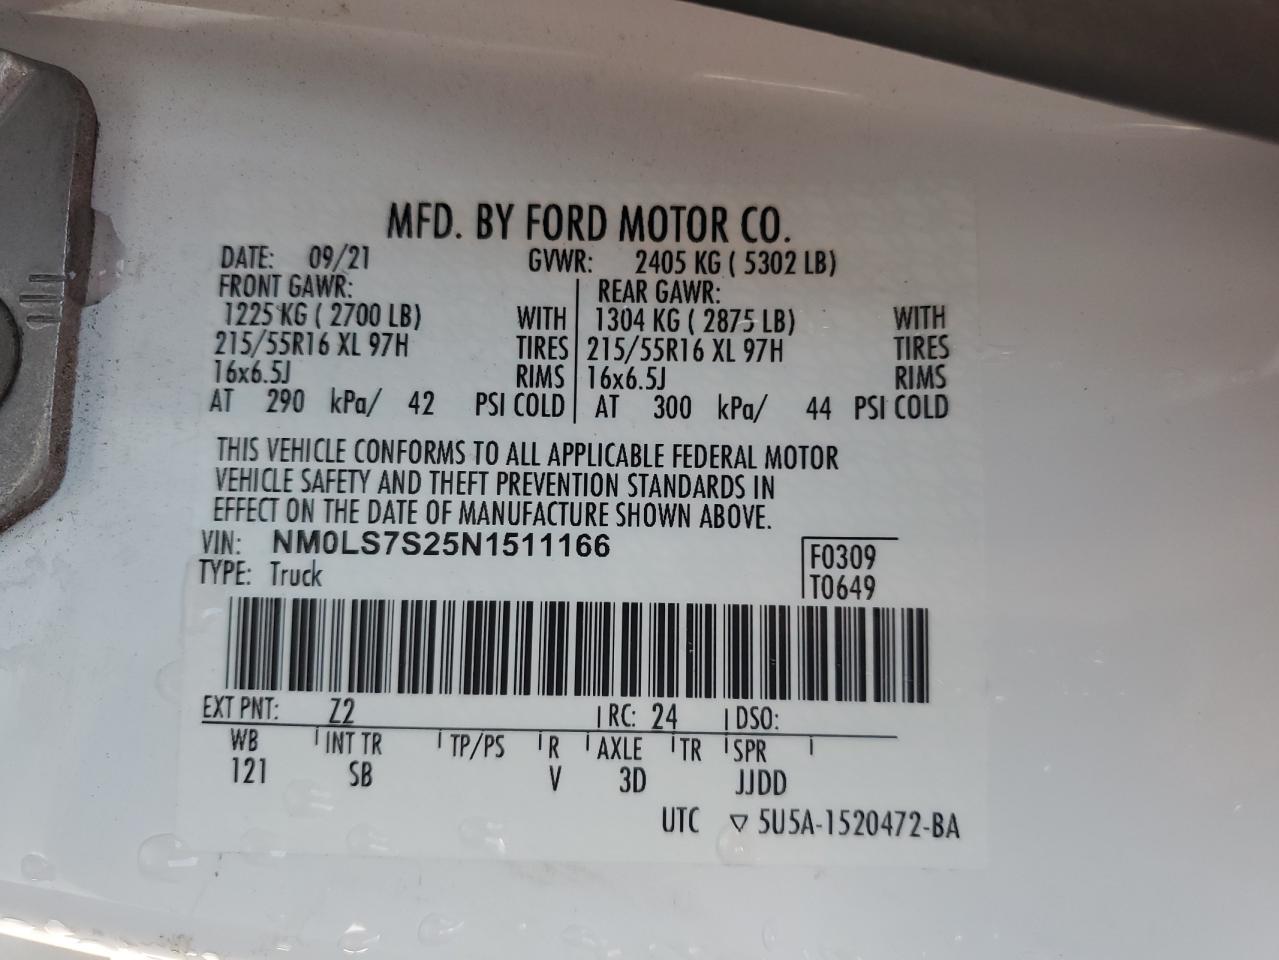 MFD. BY FORD MOTOR CO.
DATE: 09/21 GVWR: 2405 KG ( 5302 LB)
FRONT GAWR: REAR GAWR:
1225 KG ( 2700 LB) WITH 1304 KG ( 2875 LB) WITH
215/55R16 XL 97H TIRES 215/55R16 XL 97H TIRES
16x6.5J RIMS 16x6.5J RIMS
AT 290 kPa/ 42 PSI COLD AT 300 kPa/ 44 PSI COLD
THIS VEHICLE CONFORMS TO ALL APPLICABLE FEDERAL MOTOR
VEHICLE SAFETY AND THEFT PREVENTION STANDARDS IN
EFFECT ON THE DATE OF MANUFACTURE SHOWN ABOVE.
VIN: NM0LS7S25N1511166 F0309
TYPE: Truck T0649
EXT PNT: Z2 RC: 24 DSO:
WB INT TR TP/PS R AXLE TR SPR
121 SB V 3D JJDD
UTC ▽ 5U5A-1520472-BA